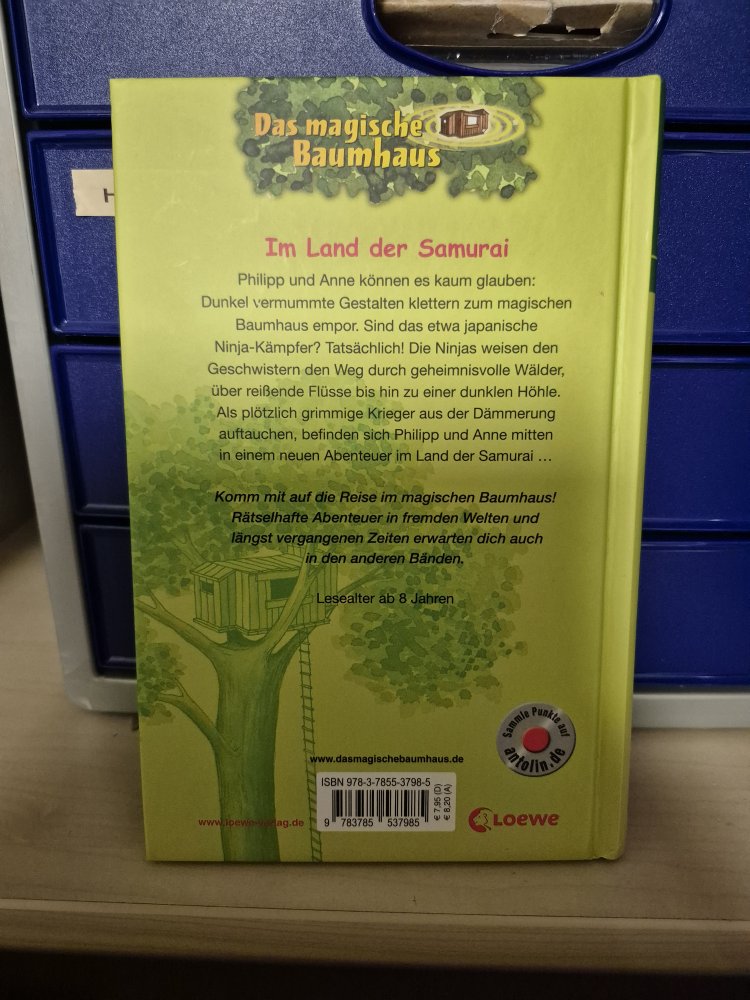 Das magische
Baumhaus
H
Im Land der Samurai
Philipp und Anne können es kaum glauben:
Dunkel vermummte Gestalten klettern zum magischen
Baumhaus empor. Sind das etwa japanische
Ninja-Kämpfer? Tatsächlich! Die Ninjas weisen den
Geschwistern den Weg durch geheimnisvolle Wälder,
über reißende Flüsse bis hin zu einer dunklen Höhle.
Als plötzlich grimmige Krieger aus der Dämmerung
auftauchen, befinden sich Philipp und Anne mitten
in einem neuen Abenteuer im Land der Samurai ...
Komm mit auf die Reise im magischen Baumhaus!
Rätselhafte Abenteuer in fremden Welten und
längst vergangenen Zeiten erwarten dich auch
in den anderen Bänden.
Lesealter ab 8 Jahren
Sammle Punkte auf
antolin.de
www.dasmagischebaumhaus.de
ISBN 978-3-7855-3798-5
€ 7,95 (D)
€ 8,20 (A)
9 783785 537985
www.loewe-verlag.de
Loewe